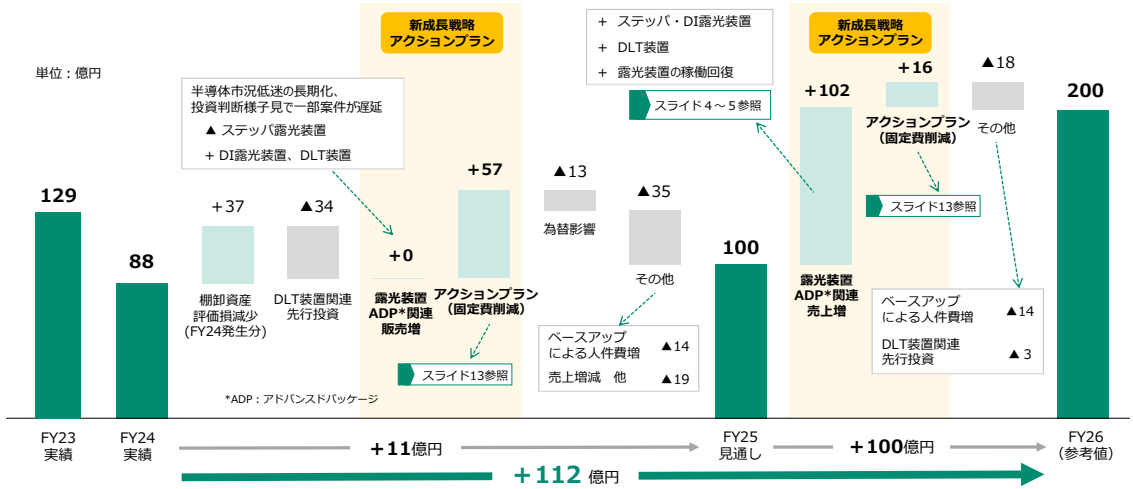 新成長戦略
アクションプラン
+ ステッパ・DI露光装置
+ DLT装置
+ 露光装置の稼働回復
新成長戦略
アクションプラン
単位：億円
半導体市況低迷の長期化、
投資判断様子見で一部案件が遅延
▲ ステッパ露光装置
+ DI露光装置、DLT装置
スライド４～５参照
129
実績
FY23
88
FY24
実績
+37
棚卸資産
評価損減少
(FY24発生分)
▲34
DLT装置関連
先行投資
+0
露光装置
ADP*関連
販売増
+57
アクションプラン
（固定費削減）
スライド13参照
▲13
為替影響
▲35
その他
ベースアップ
による人件費増 ▲14
売上増減　他 ▲19
100
FY25
見通し
+102
露光装置
ADP*関連
売上増
+16
アクションプラン
（固定費削減）
スライド13参照
▲18
その他
ベースアップ
による人件費増 ▲14
DLT装置関連
先行投資 ▲３
200
FY26
（参考値）
*ADP：アドバンスドパッケージ
+11億円
+100億円
+112 億円